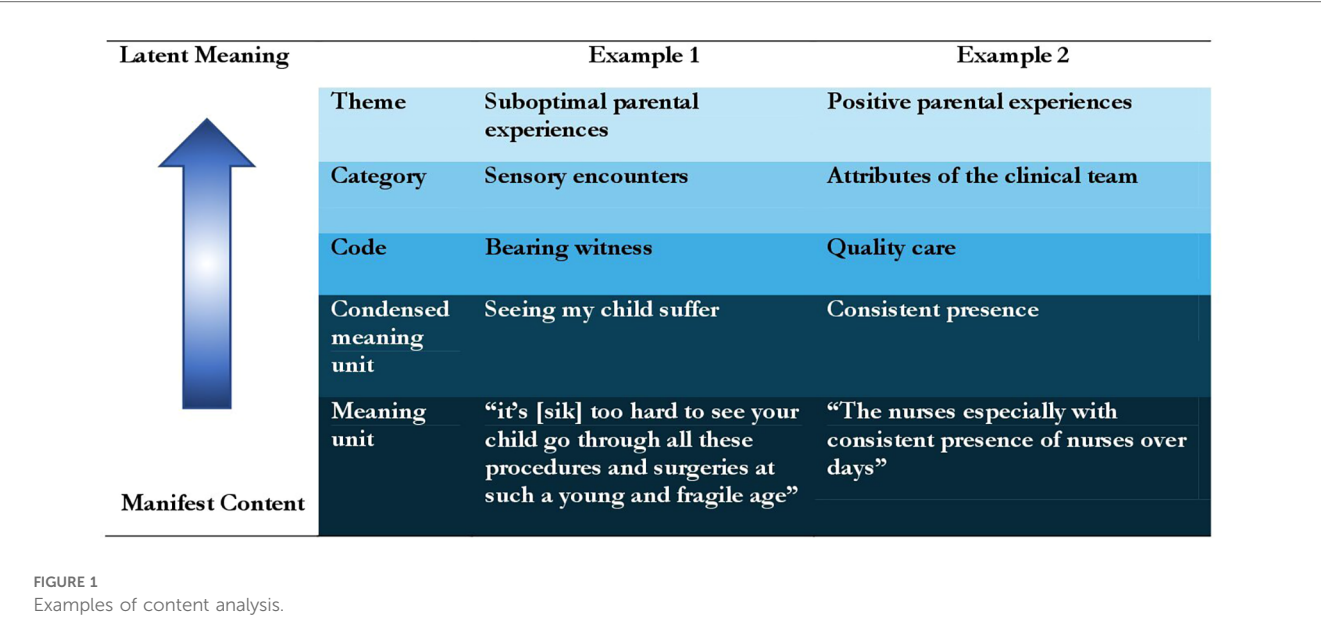 Latent Meaning Example 1 Example 2
Theme Suboptimal parental Positive parental experiences
experiences
Category Sensory encounters Attributes of the clinical team
Code Bearing witness Quality care
Condensed Seeing my child suffer Consistent presence
meaning
unit
Meaning “it’s [sik] too hard to see your “The nurses especially with
unit child go through all these consistent presence of nurses over
procedures and surgeries at days”
such a young and fragile age”
Manifest Content
FIGURE 1
Examples of content analysis.